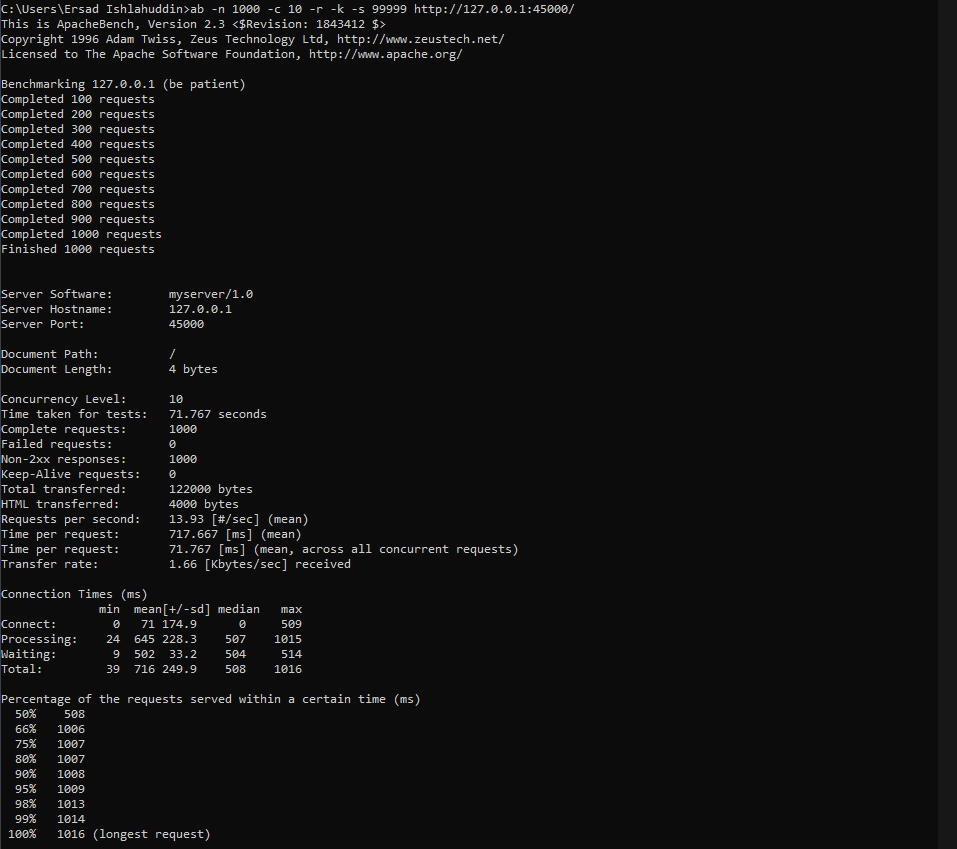 C:\Users\Ersad Ishlahuddin>ab -n 1000 -c 10 -r -k -s 99999 http://127.0.0.1:45000/
This is ApacheBench, Version 2.3 <$Revision: 1843412 $>
Copyright 1996 Adam Twiss, Zeus Technology Ltd, http://www.zeustech.net/
Licensed to The Apache Software Foundation, http://www.apache.org/

Benchmarking 127.0.0.1 (be patient)
Completed 100 requests
Completed 200 requests
Completed 300 requests
Completed 400 requests
Completed 500 requests
Completed 600 requests
Completed 700 requests
Completed 800 requests
Completed 900 requests
Completed 1000 requests
Finished 1000 requests


Server Software:        myserver/1.0
Server Hostname:        127.0.0.1
Server Port:            45000

Document Path:          /
Document Length:        4 bytes

Concurrency Level:      10
Time taken for tests:   71.767 seconds
Complete requests:      1000
Failed requests:        0
Non-2xx responses:      1000
Keep-Alive requests:    0
Total transferred:      122000 bytes
HTML transferred:       4000 bytes
Requests per second:    13.93 [#/sec] (mean)
Time per request:       717.667 [ms] (mean)
Time per request:       71.767 [ms] (mean, across all concurrent requests)
Transfer rate:          1.66 [Kbytes/sec] received

Connection Times (ms)
              min  mean[+/-sd] median   max
Connect:        0   71 174.9      0     509
Processing:    24  645 228.3    507    1015
Waiting:        9  502  33.2    504     514
Total:         39  716 249.9    508    1016

Percentage of the requests served within a certain time (ms)
  50%    508
  66%   1006
  75%   1007
  80%   1007
  90%   1008
  95%   1009
  98%   1013
  99%   1014
 100%   1016 (longest request)